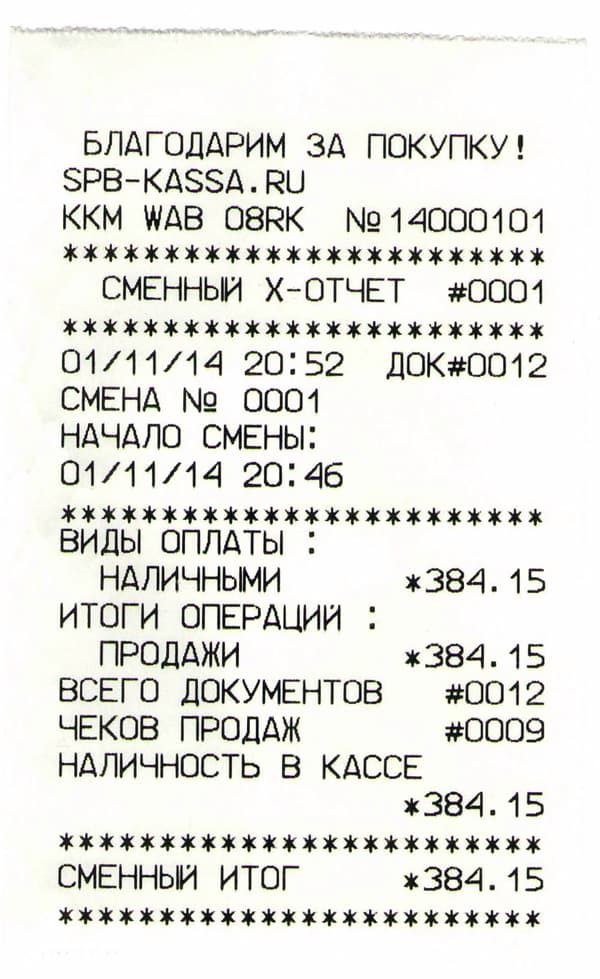 БЛАГОДАРИМ ЗА ПОКУПКУ!
SPB-KASSA.RU
ККМ WAB 08RK №14000101
************************
СМЕННЫЙ X-ОТЧЕТ #0001
************************
01/11/14 20:52 ДОК#0012
СМЕНА № 0001
НАЧАЛО СМЕНЫ:
01/11/14 20:46
************************
ВИДЫ ОПЛАТЫ :
НАЛИЧНЫМИ *384.15
ИТОГИ ОПЕРАЦИЙ :
ПРОДАЖИ *384.15
ВСЕГО ДОКУМЕНТОВ #0012
ЧЕКОВ ПРОДАЖ #0009
НАЛИЧНОСТЬ В КАССЕ
*384.15
************************
СМЕННЫЙ ИТОГ *384.15
************************